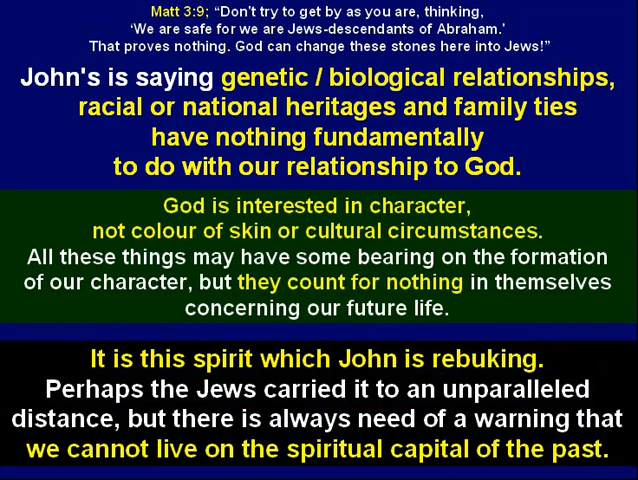 Matt 3:9; “Don't try to get by as you are, thinking,
‘We are safe for we are Jews-descendants of Abraham.'
That proves nothing. God can change these stones here into Jews!”
John's is saying genetic / biological relationships,
racial or national heritages and family ties
have nothing fundamentally
to do with our relationship to God.
God is interested in character,
not colour of skin or cultural circumstances.
All these things may have some bearing on the formation
of our character, but they count for nothing in themselves
concerning our future life.
It is this spirit which John is rebuking.
Perhaps the Jews carried it to an unparalleled
distance, but there is always need of a warning that
we cannot live on the spiritual capital of the past.